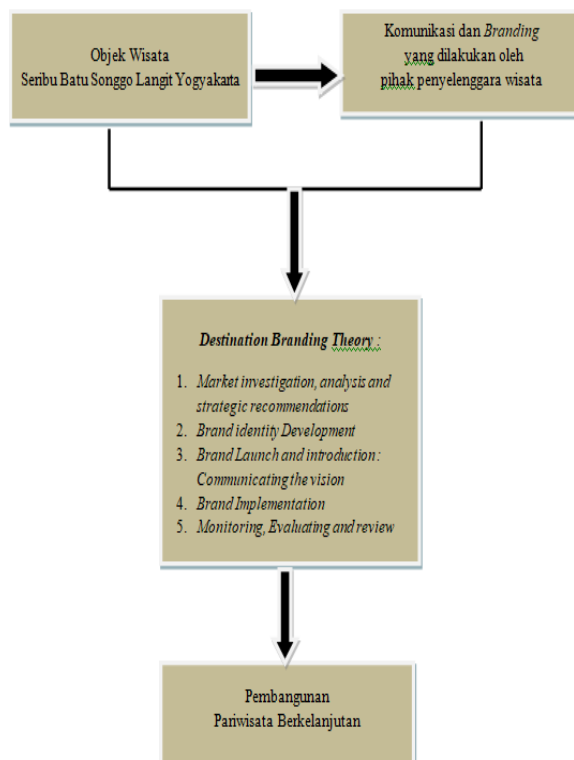 Objek Wisata
Seribu Batu Songgo Langit Yogyakarta
Komunikasi dan Branding
yang dilakukan oleh
pihak penyelenggara wisata
Destination Branding Theory :
1. Market investigation, analysis and
strategic recommendations
2. Brand identity Development
3. Brand Launch and introduction :
Communicating the vision
4. Brand Implementation
5. Monitoring, Evaluating and review
Pembangunan
Pariwisata Berkelanjutan